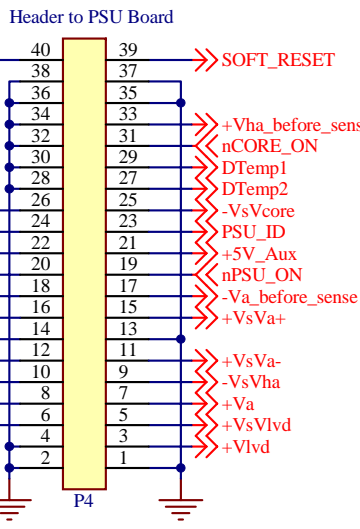 Header to PSU Board
40 39 SOFT_RESET
38 37
36 35
34 33 +Vha_before_sens
32 31 nCORE_ON
30 29 DTemp1
28 27 DTemp2
26 25 -VsVcore
24 23 PSU_ID
22 21 +5V_Aux
20 19 nPSU_ON
18 17 -Va_before_sense
16 15 +VsVa+
14 13
12 11 +VsVa-
10 9 -VsVha
8 7 +Va
6 5 +VsVlvd
4 3 +Vlvd
2 1
P4